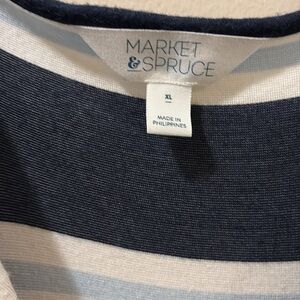 MARKET
&SPRUCE
XL
MADE IN
PHILIPPINES